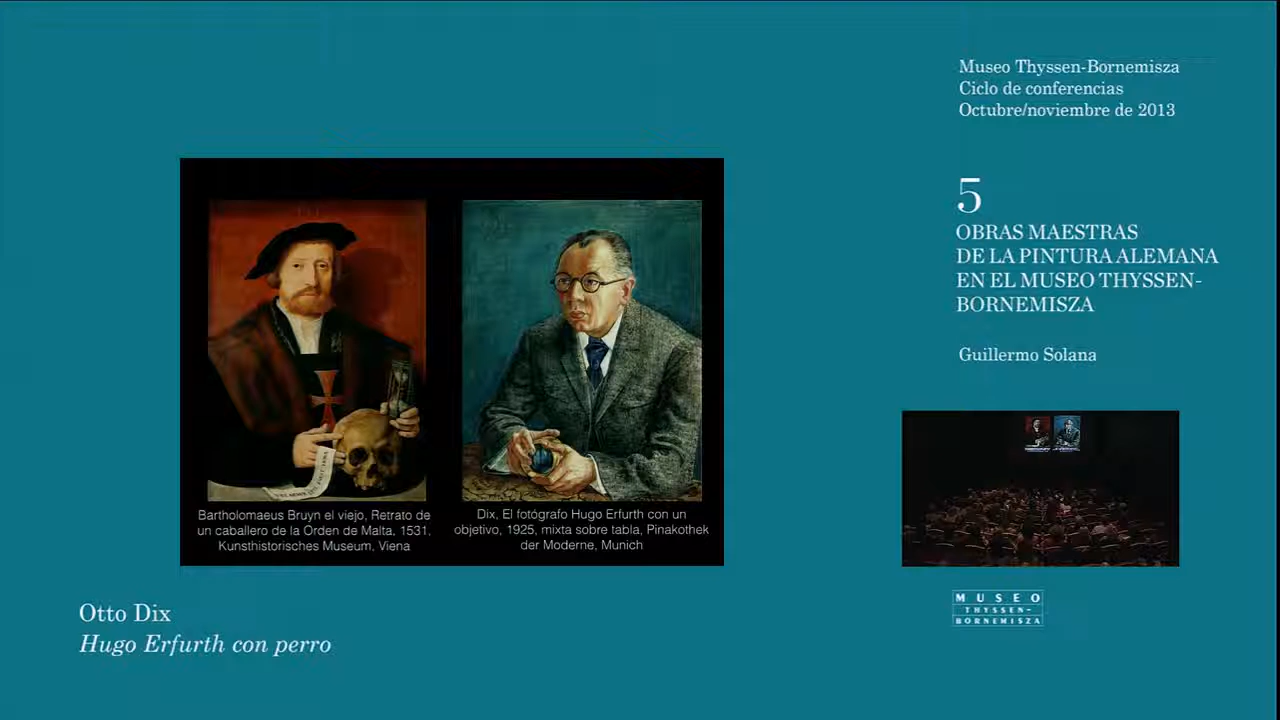 Museo Thyssen-Bornemisza
Ciclo de conferencias
Octubre/noviembre de 2013
5
OBRAS MAESTRAS
DE LA PINTURA ALEMANA
EN EL MUSEO THYSSEN-
BORNEMISZA
Guillermo Solana
Bartholomaeus Bruyn el viejo, Retrato de
un caballero de la Orden de Malta, 1531,
Kunsthistorisches Museum, Viena
Dix, El fotógrafo Hugo Erfurth con un
objetivo, 1925, mixta sobre tabla, Pinakothek
der Moderne, Munich
Otto Dix
Hugo Erfurth con perro
MUSEO
THYSSEN-
BORNEMISZA